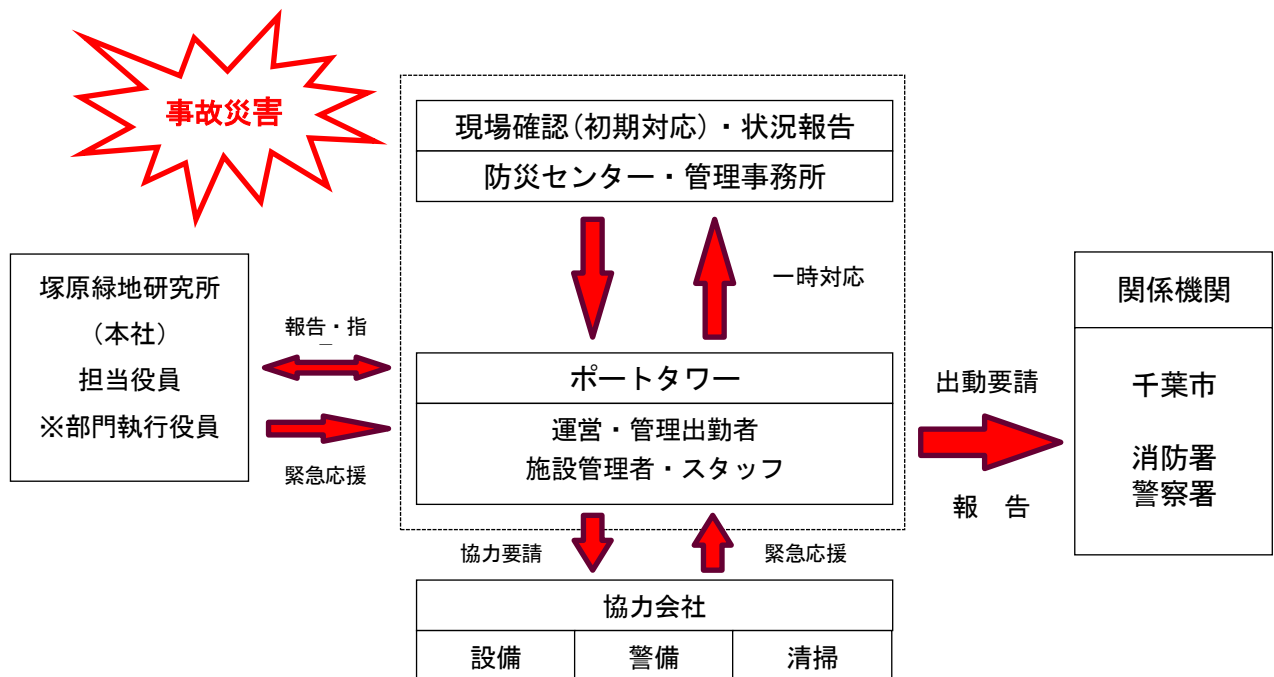 事故災害
現場確認(初期対応)・状況報告
防災センター・管理事務所
一時対応
塚原緑地研究所
(本社)
担当役員
※部門執行役員
報告・指
緊急応援
ポートタワー
運営・管理出勤者
施設管理者・スタッフ
出動要請
報 告
関係機関
千葉市
消防署
警察署
協力要請
緊急応援
協力会社
設備
警備
清掃